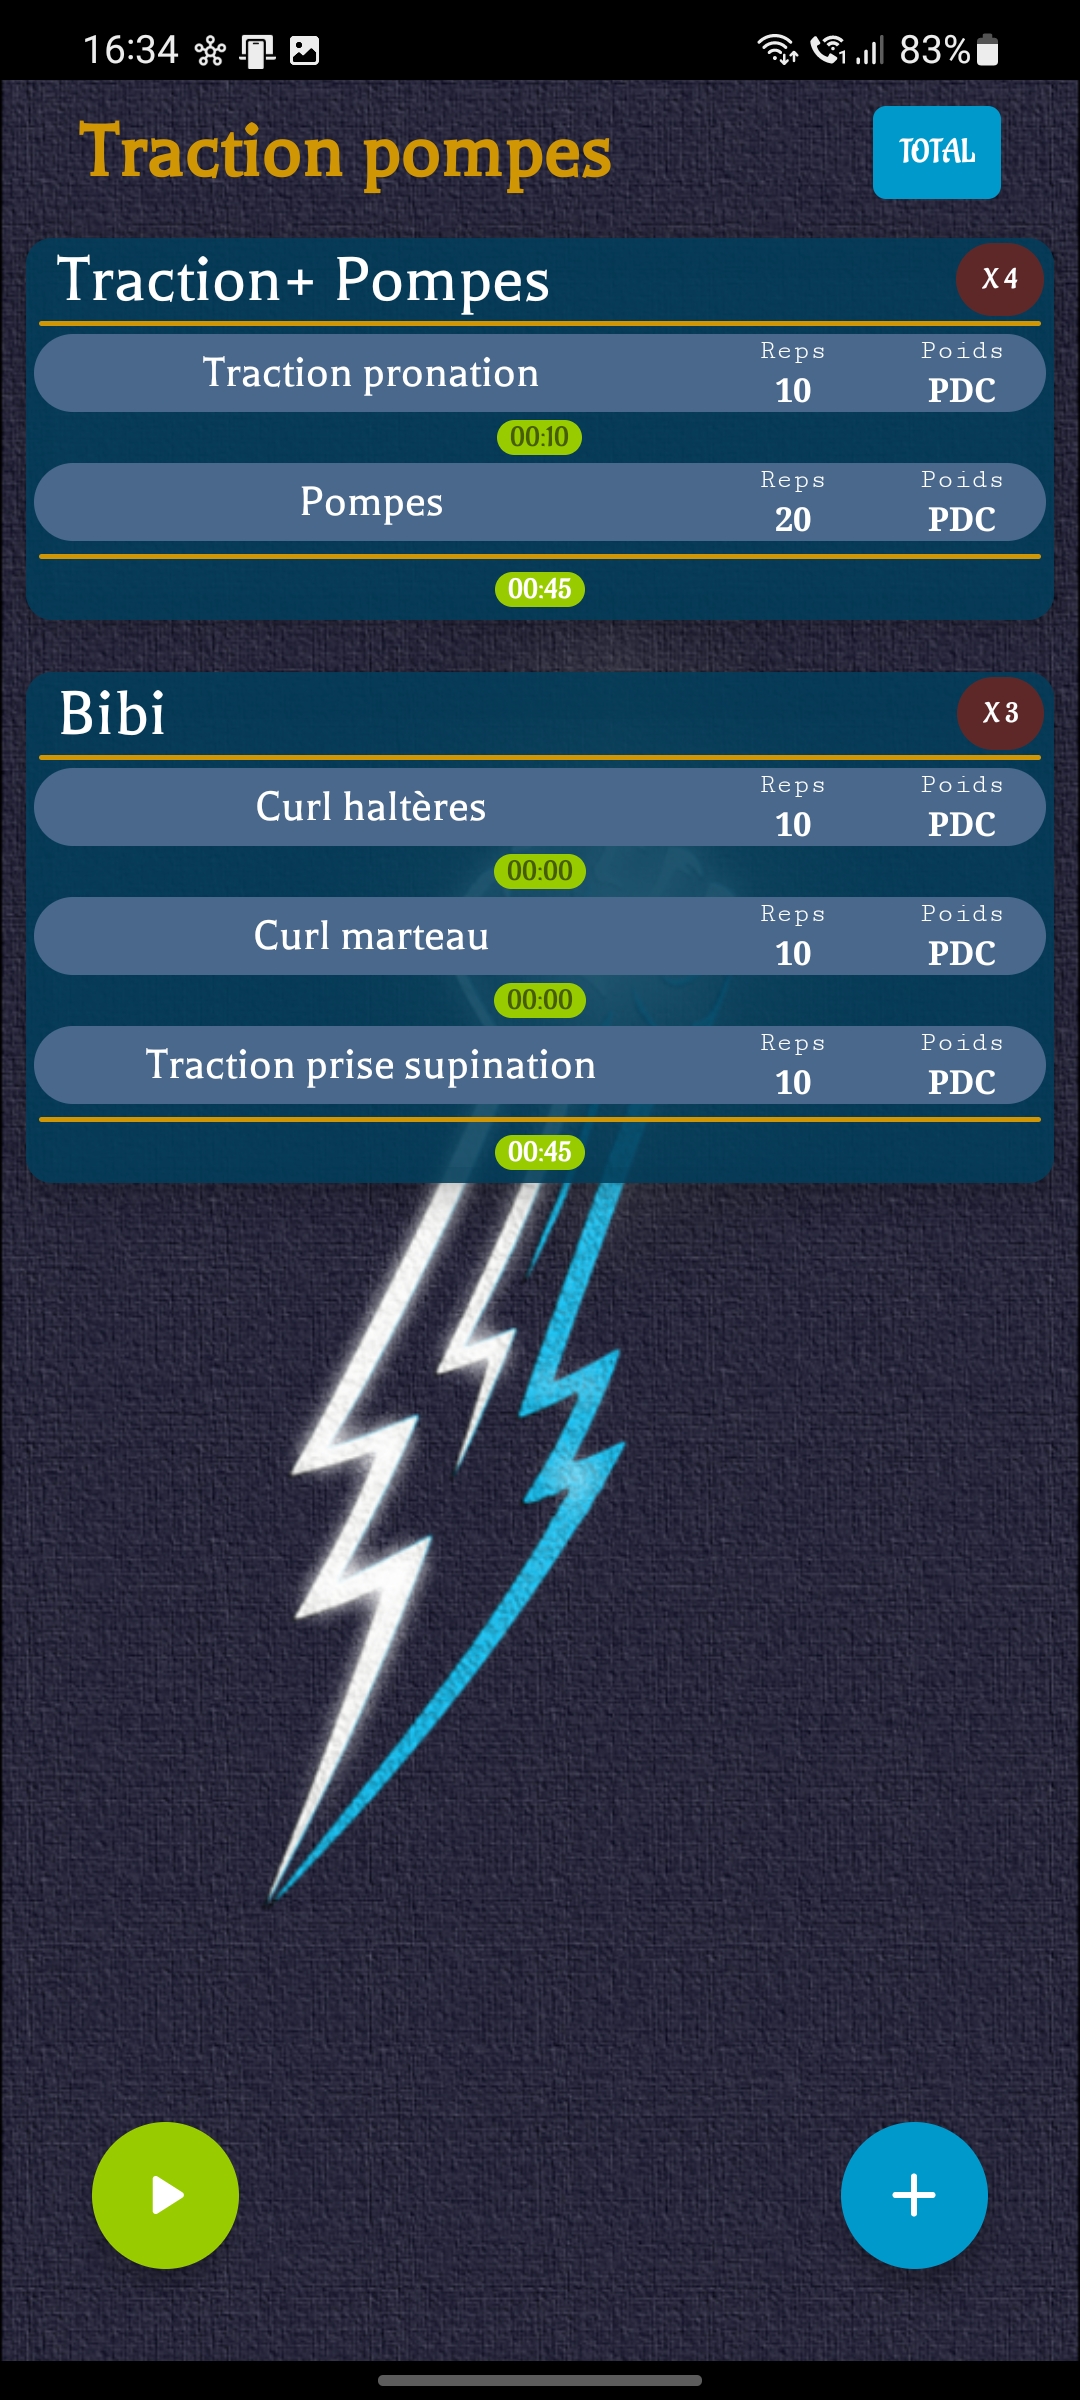 16:34 83%
Traction pompes TOTAL
Traction+ Pompes X 4
Reps Poids
Traction pronation 10 PDC
00:10
Reps Poids
Pompes 20 PDC
00:45
Bibi X 3
Reps Poids
Curl haltères 10 PDC
00:00
Reps Poids
Curl marteau 10 PDC
00:00
Reps Poids
Traction prise supination 10 PDC
00:45